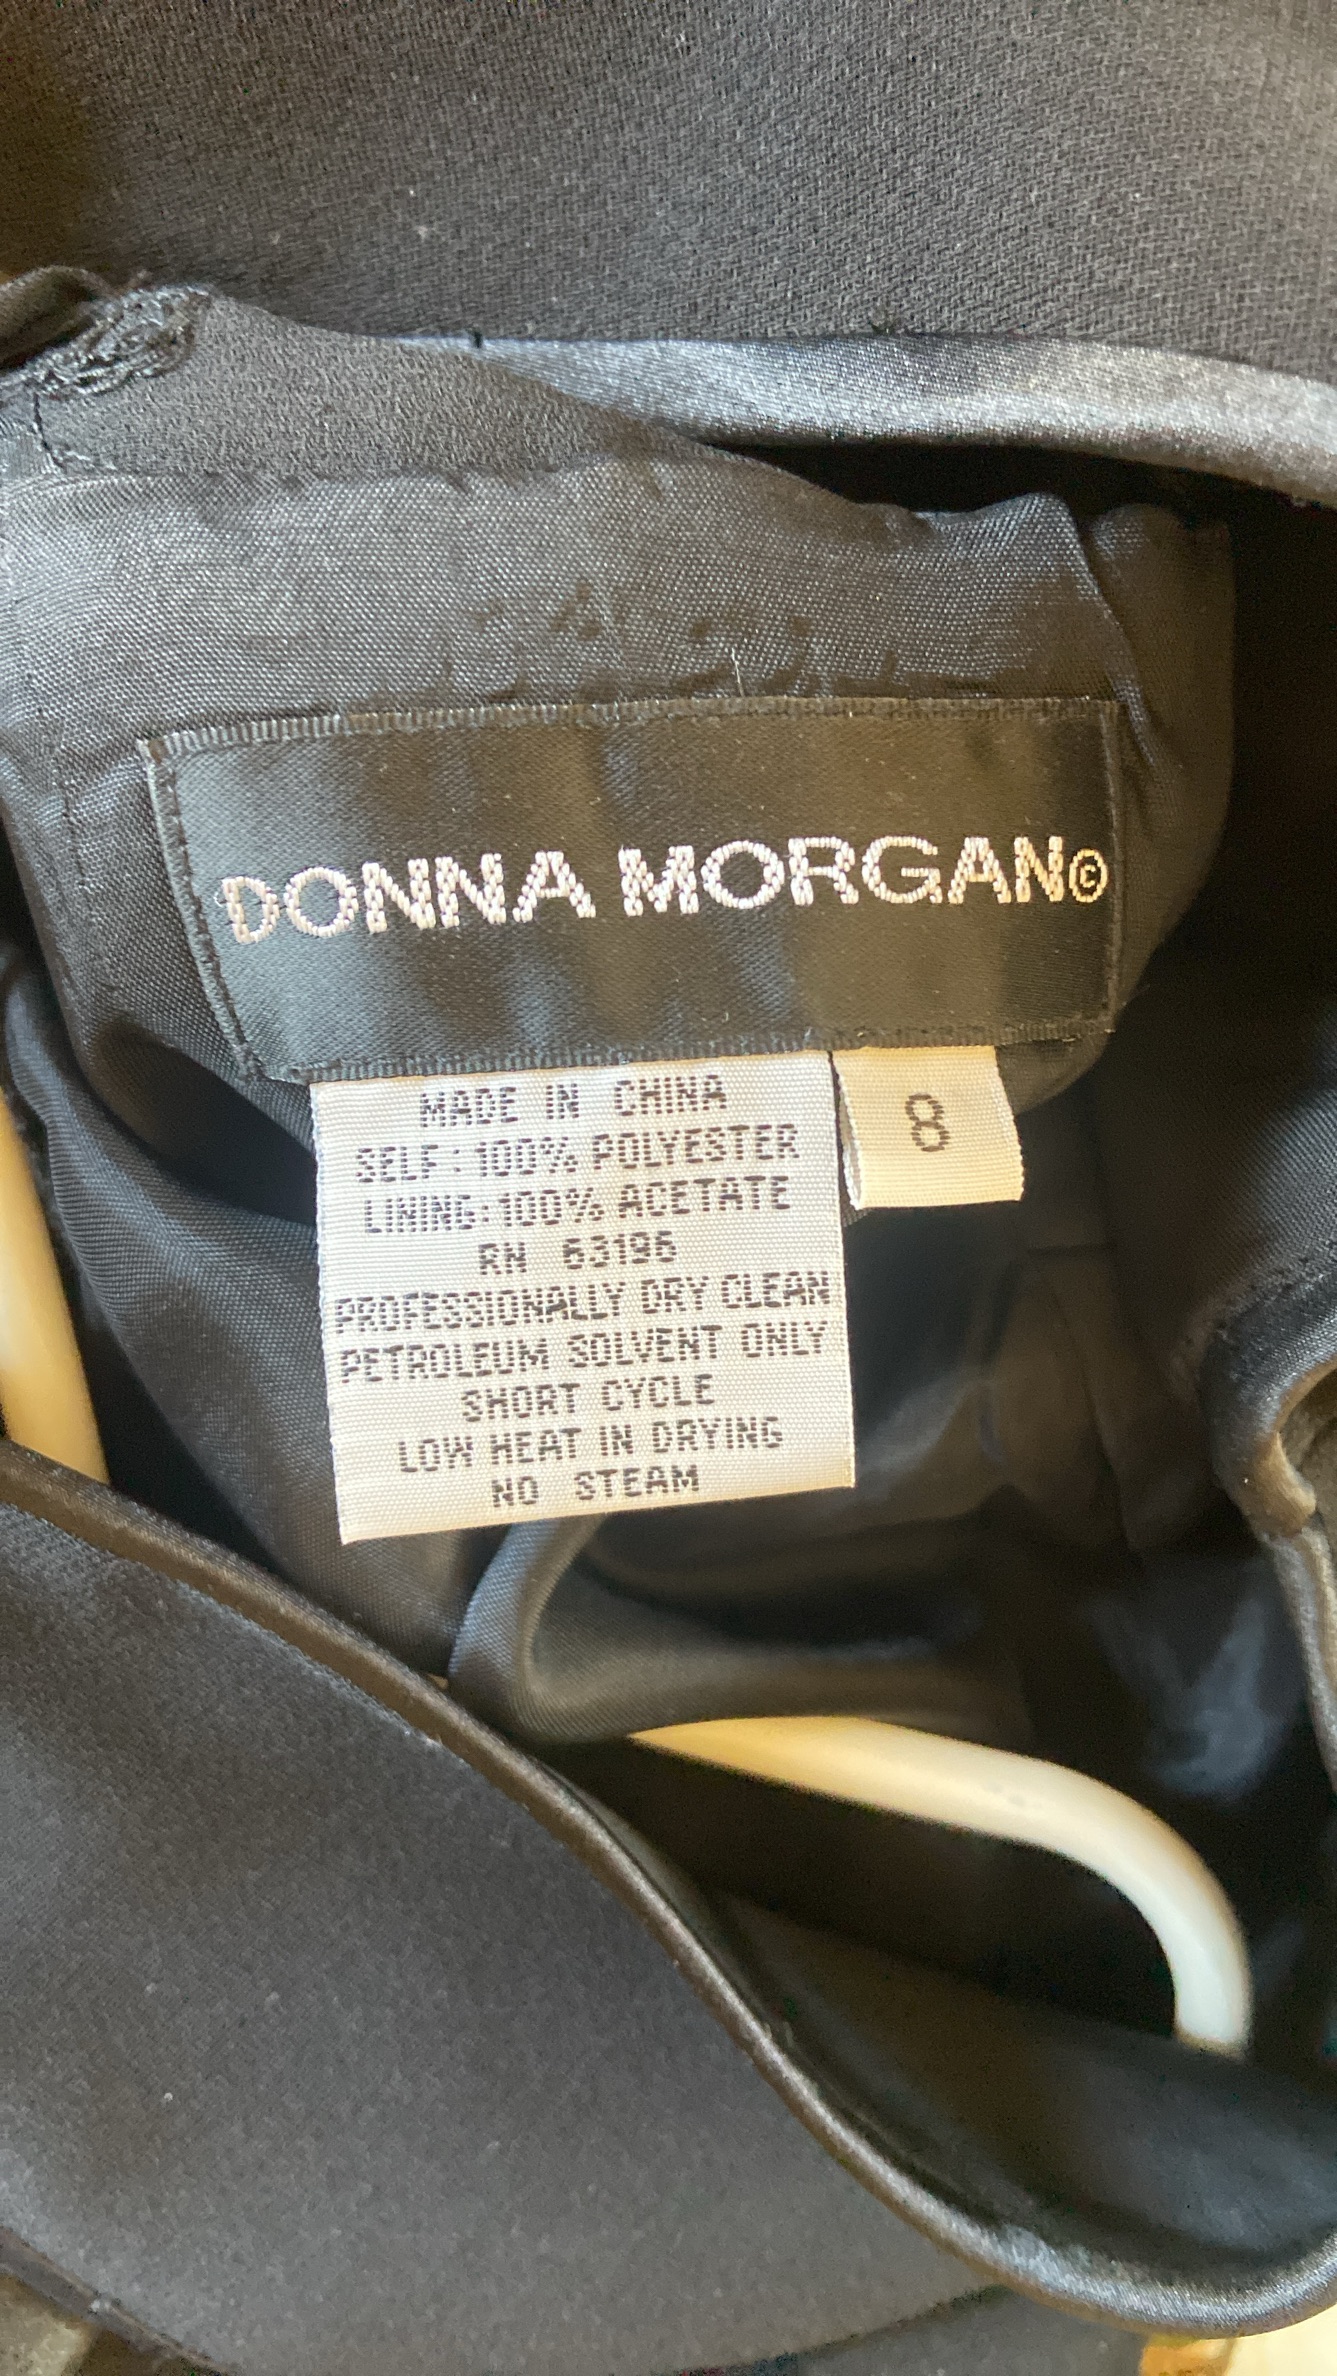 DONNA MORGAN©
MADE IN CHINA
SELF: 100% POLYESTER
LINING: 100% ACETATE
RN 63196
PROFESSIONALLY DRY CLEAN
PETROLEUM SOLVENT ONLY
SHORT CYCLE
LOW HEAT IN DRYING
NO STEAM
8